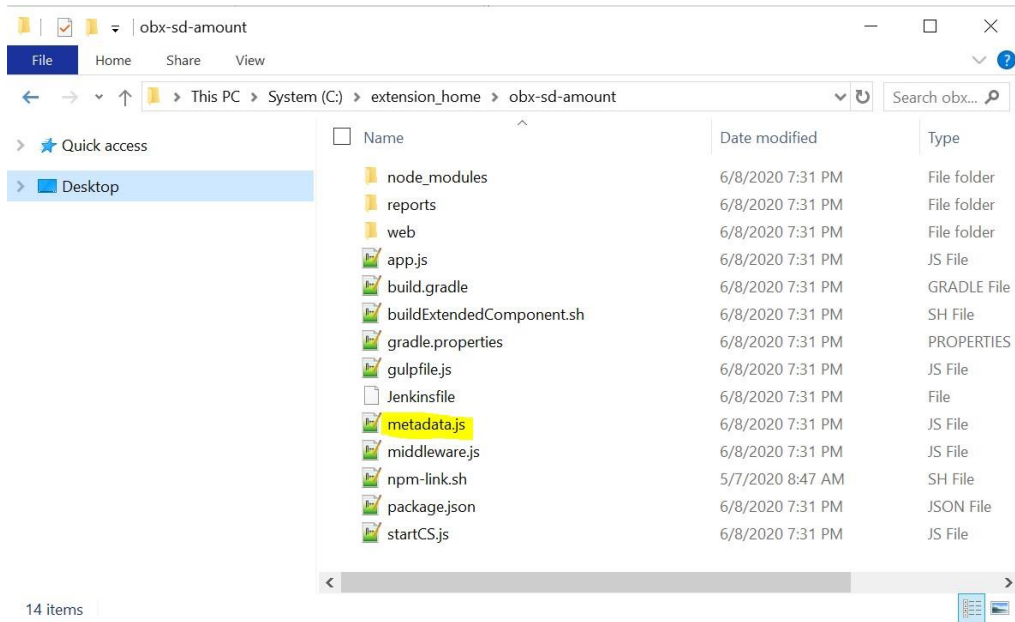 obx-sd-amount
File Home Share View ?
This PC > System (C:) > extension_home > obx-sd-amount Search obx...
Quick access
Desktop
Name Date modified Type
node_modules 6/8/2020 7:31 PM File folder
reports 6/8/2020 7:31 PM File folder
web 6/8/2020 7:31 PM File folder
app.js 6/8/2020 7:31 PM JS File
build.gradle 6/8/2020 7:31 PM GRADLE File
buildExtendedComponent.sh 6/8/2020 7:31 PM SH File
gradle.properties 6/8/2020 7:31 PM PROPERTIES
gulpfile.js 6/8/2020 7:31 PM JS File
Jenkinsfile 6/8/2020 7:31 PM File
metadata.js 6/8/2020 7:31 PM JS File
middleware.js 6/8/2020 7:31 PM JS File
npm-link.sh 5/7/2020 8:47 AM SH File
package.json 6/8/2020 7:31 PM JSON File
startCS.js 6/8/2020 7:31 PM JS File
14 items